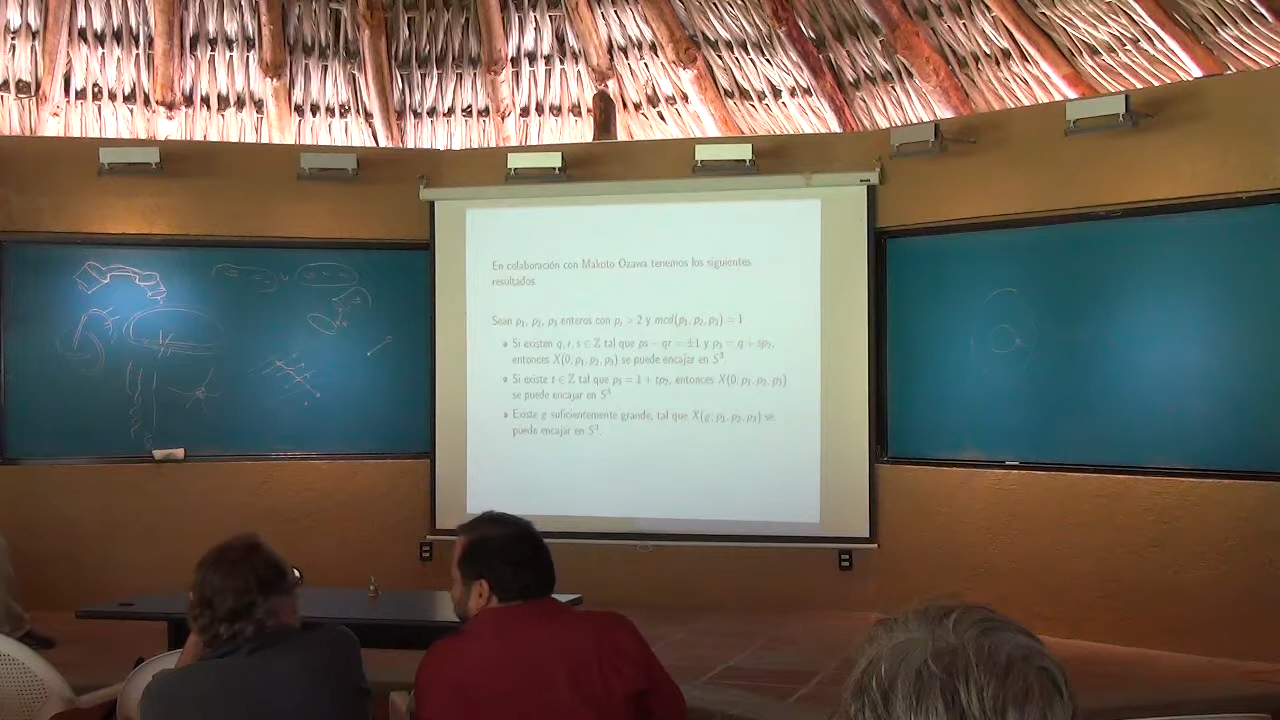 En colaboración con Makoto Ozawa tenemos los siguientes
resultados
Sean p₁, p₂, p₃ enteros con pᵢ > 2 y mcd(p₁, p₂, p₃) = 1
• Si existen q, r, s ∈ ℤ tal que ps − qr = ±1 y p₃ = q + sp₂,
entonces X(0; p₁, p₂, p₃) se puede encajar en S³.
• Si existe t ∈ ℤ tal que p₃ = 1 + tp₂, entonces X(0; p₁, p₂, p₃)
se puede encajar en S³.
• Existe g suficientemente grande, tal que X(g; p₁, p₂, p₃) se
puede encajar en S³.